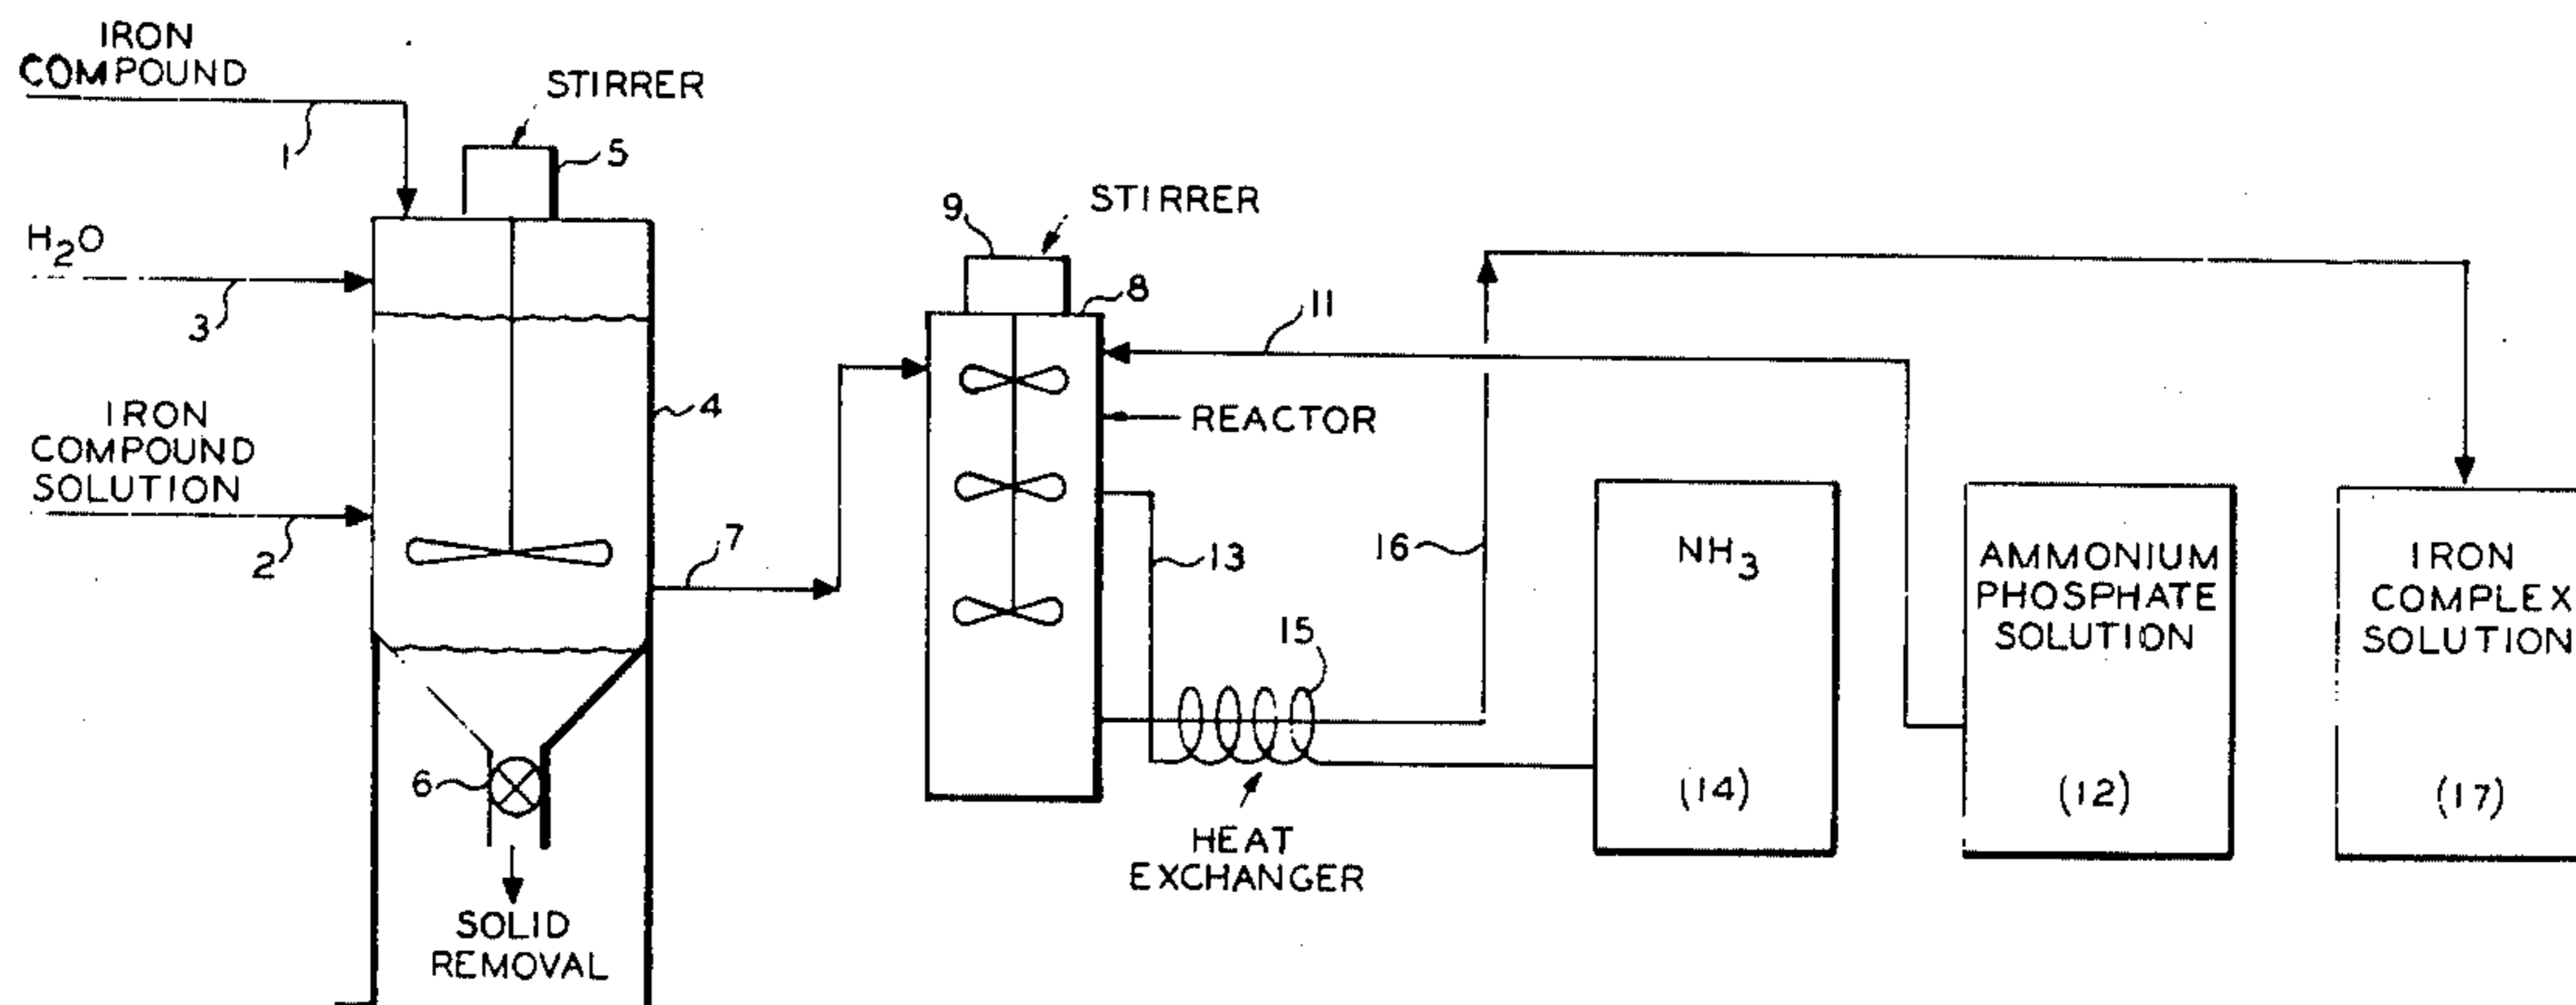 IRON
COMPOUND
1
STIRRER
5
H2O
3
IRON
COMPOUND
SOLUTION
2
4
7
6
SOLID
REMOVAL
9
STIRRER
8
11
REACTOR
13
15
16
HEAT
EXCHANGER
NH3
(14)
AMMONIUM
PHOSPHATE
SOLUTION
(12)
IRON
COMPLEX
SOLUTION
(17)